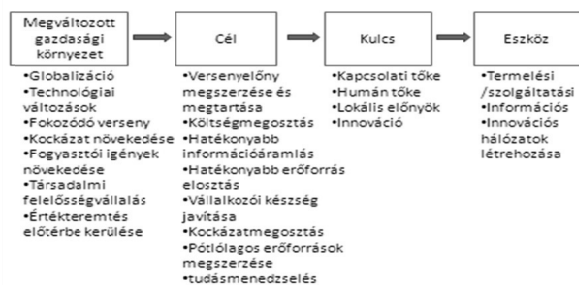 Megváltozott
gazdasági
környezet
•Globalizáció
•Technológiai
változások
•Fokozódó verseny
•Kockázat növekedése
•Fogyasztói igények
növekedése
•Társadalmi
felelősségvállalás
•Értékteremtés
előtérbe kerülése
Cél
•Versenyelőny
megszerzése és
megtartása
•Költségmegosztás
•Hatékonyabb
információáramlás
•Hatékonyabb erőforrás
elosztás
•Vállalkozói készség
javítása
•Kockázatmegosztás
•Pótlólagos erőforrások
megszerzése
•tudásmenedzselés
Kulcs
•Kapcsolati tőke
•Humán tőke
•Lokális előnyök
•Innováció
Eszköz
•Termelési
/szolgáltatási
•Információs
•Innovációs
hálózatok
létrehozása